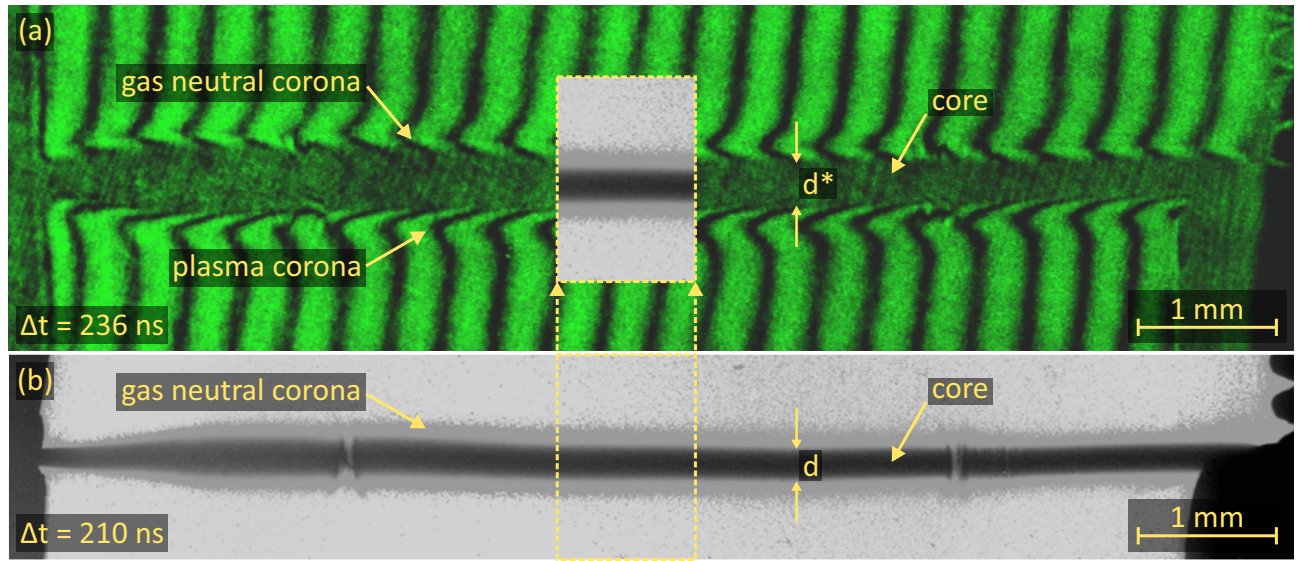 (a)
gas neutral corona
core
d*
plasma corona
Δt = 236 ns
1 mm
(b)
gas neutral corona
core
d
Δt = 210 ns
1 mm